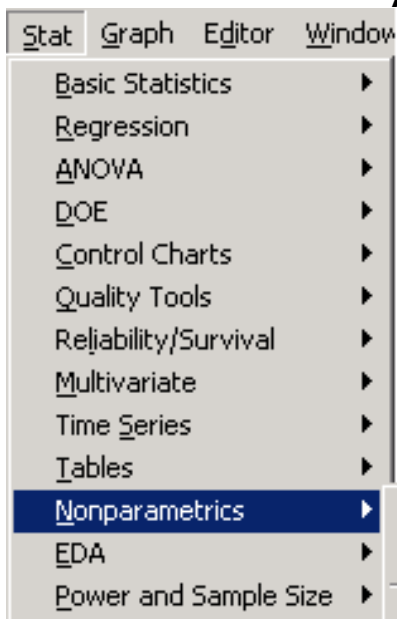 Stat Graph Editor Window
Basic Statistics
Regression
ANOVA
DOE
Control Charts
Quality Tools
Reliability/Survival
Multivariate
Time Series
Tables
Nonparametrics
EDA
Power and Sample Size